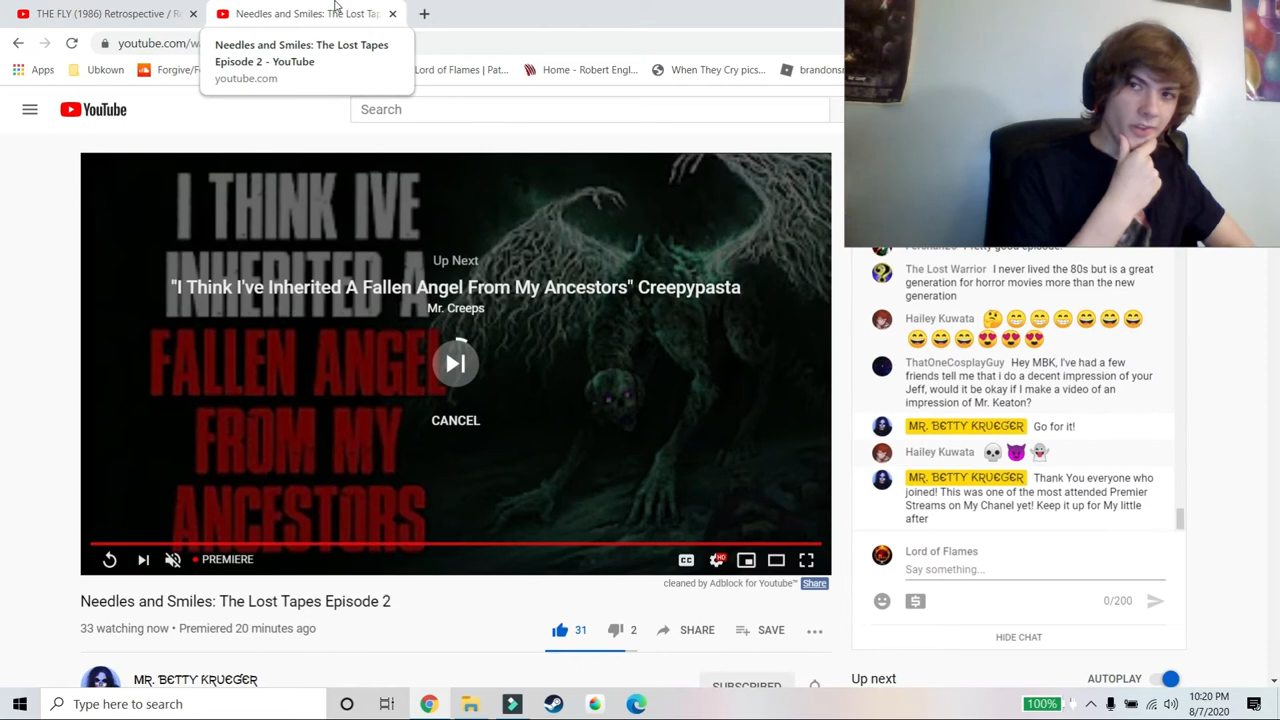 THE FLY (1986) Retrospective / Re
Needles and Smiles: The Lost Tap
youtube.com/w
Needles and Smiles: The Lost Tapes
Episode 2 - YouTube
youtube.com
Apps
Ubkown
Forgive/F
Lord of Flames | Pat...
Home - Robert Engl...
When They Cry pics...
brandons
YouTube
Search
I THINK IVE
INHERITED A
FALLEN ANGEL
FROM MY
ANCESTORS
Up Next
"I Think I've Inherited A Fallen Angel From My Ancestors" Creepypasta
Mr. Creeps
CANCEL
PREMIERE
CC
HD
cleaned by Adblock for Youtube™ Share
Needles and Smiles: The Lost Tapes Episode 2
33 watching now • Premiered 20 minutes ago
31
2
SHARE
SAVE
MR. BETTY KRUEGER
SUBSCRIBED
Pretty good episode!
The Lost Warrior I never lived the 80s but is a great
generation for horror movies more than the new
generation
Hailey Kuwata
ThatOneCosplayGuy Hey MBK, I've had a few
friends tell me that i do a decent impression of your
Jeff, would it be okay if I make a video of an
impression of Mr. Keaton?
MR. BETTY KRUEGER Go for it!
Hailey Kuwata
MR. BETTY KRUEGER Thank You everyone who
joined! This was one of the most attended Premier
Streams on My Chanel yet! Keep it up for My little
after
Lord of Flames
Say something...
0/200
HIDE CHAT
Up next
AUTOPLAY
Type here to search
100%
10:20 PM
8/7/2020